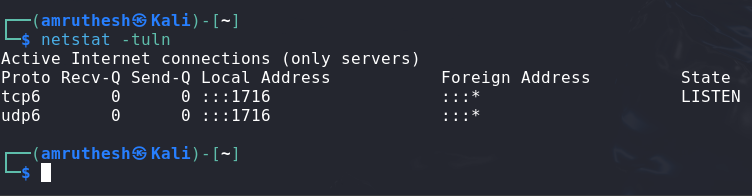 ┌──(amruthesh㉿Kali)-[~]
└─$ netstat -tuln
Active Internet connections (only servers)
Proto Recv-Q Send-Q Local Address           Foreign Address         State
tcp6       0      0 :::1716                 :::*                    LISTEN
udp6       0      0 :::1716                 :::*
┌──(amruthesh㉿Kali)-[~]
└─$